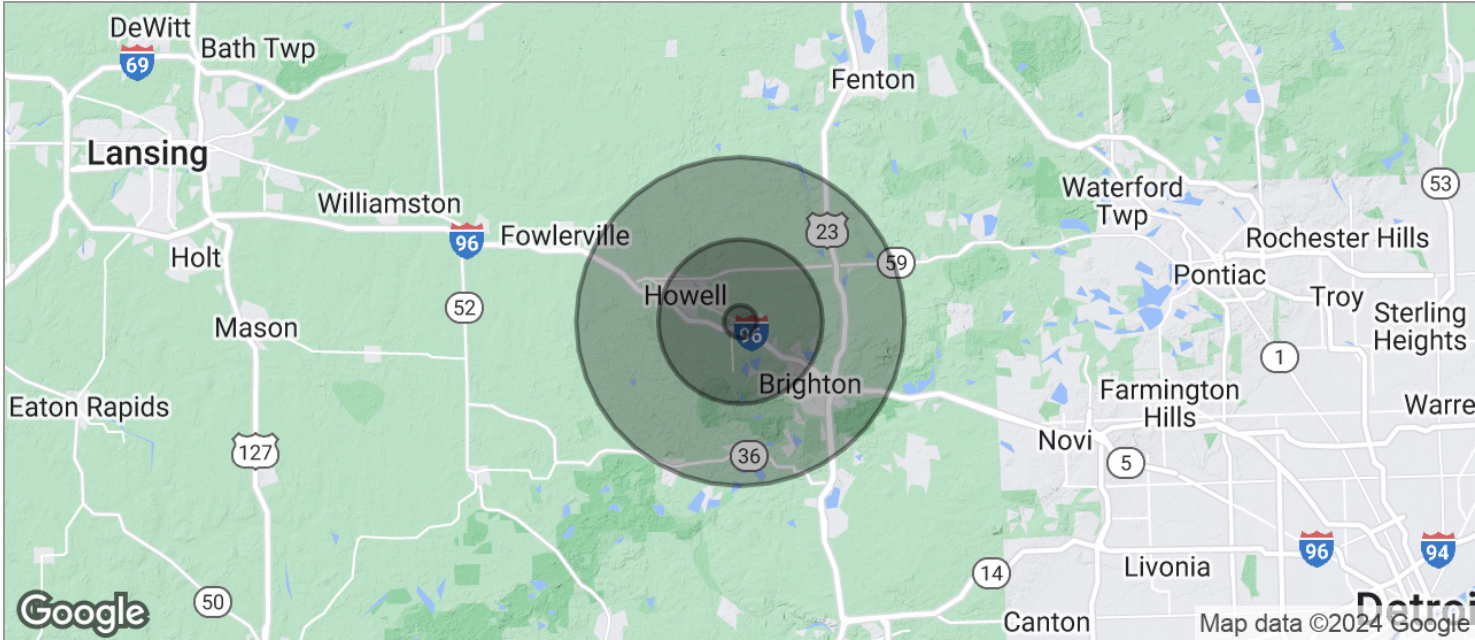 DeWitt
Bath Twp
69
Fenton
Lansing
53
Waterford
Twp
Williamston
23
96
Fowlerville
Rochester Hills
59
Holt
Pontiac
Howell
Troy
52
Sterling
Heights
Mason
96
1
Brighton
Farmington
Hills
Eaton Rapids
Warre
127
Novi
36
5
96
94
Livonia
14
50
Google
Canton
Detroi
Map data ©2024 Google